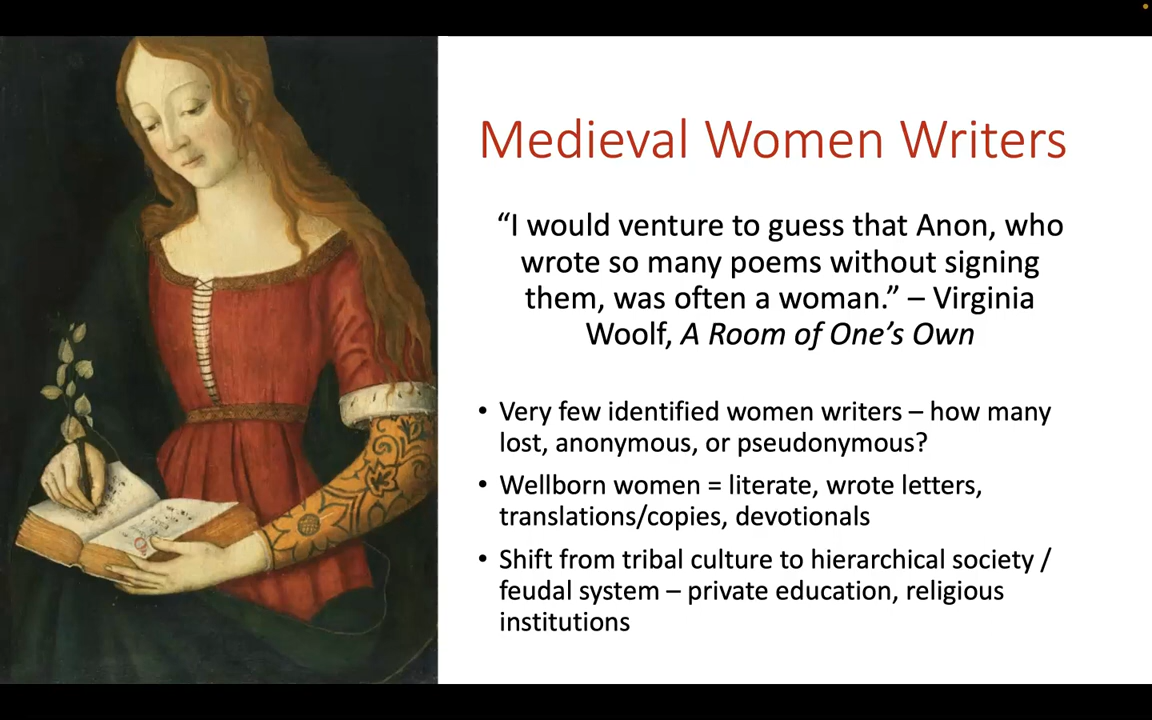 Medieval Women Writers
“I would venture to guess that Anon, who
wrote so many poems without signing
them, was often a woman.” – Virginia
Woolf, A Room of One’s Own
• Very few identified women writers – how many
lost, anonymous, or pseudonymous?
• Wellborn women = literate, wrote letters,
translations/copies, devotionals
• Shift from tribal culture to hierarchical society /
feudal system – private education, religious
institutions